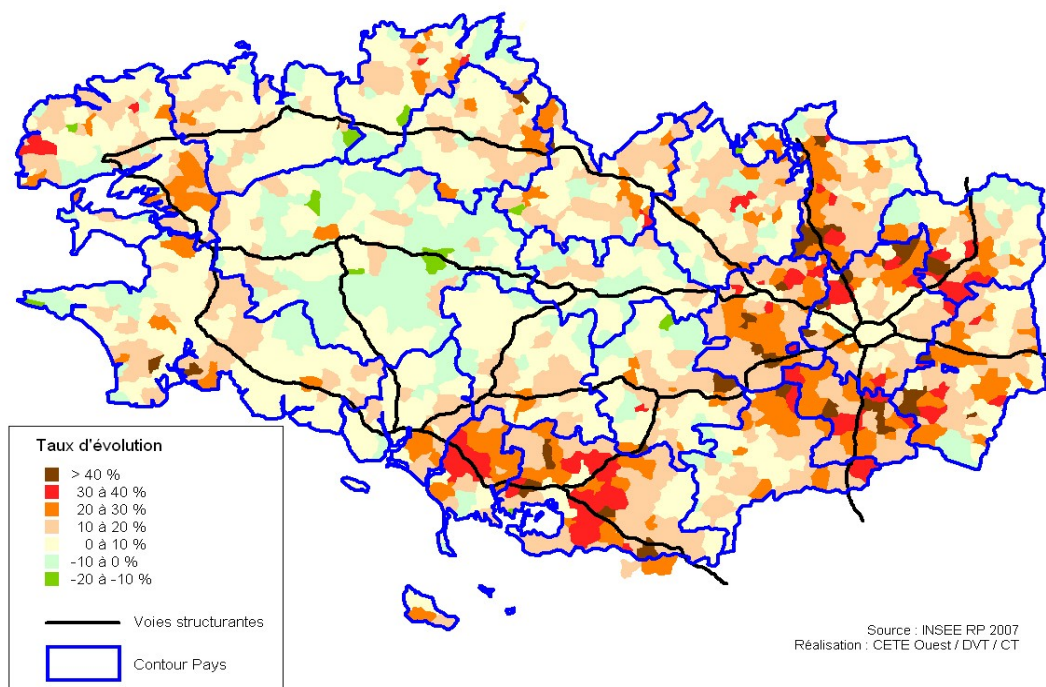 Taux d'évolution
> 40 %
30 à 40 %
20 à 30 %
10 à 20 %
0 à 10 %
-10 à 0 %
-20 à -10 %
Voies structurantes
Contour Pays
Source : INSEE RP 2007
Réalisation : CETE Ouest / DVT / CT